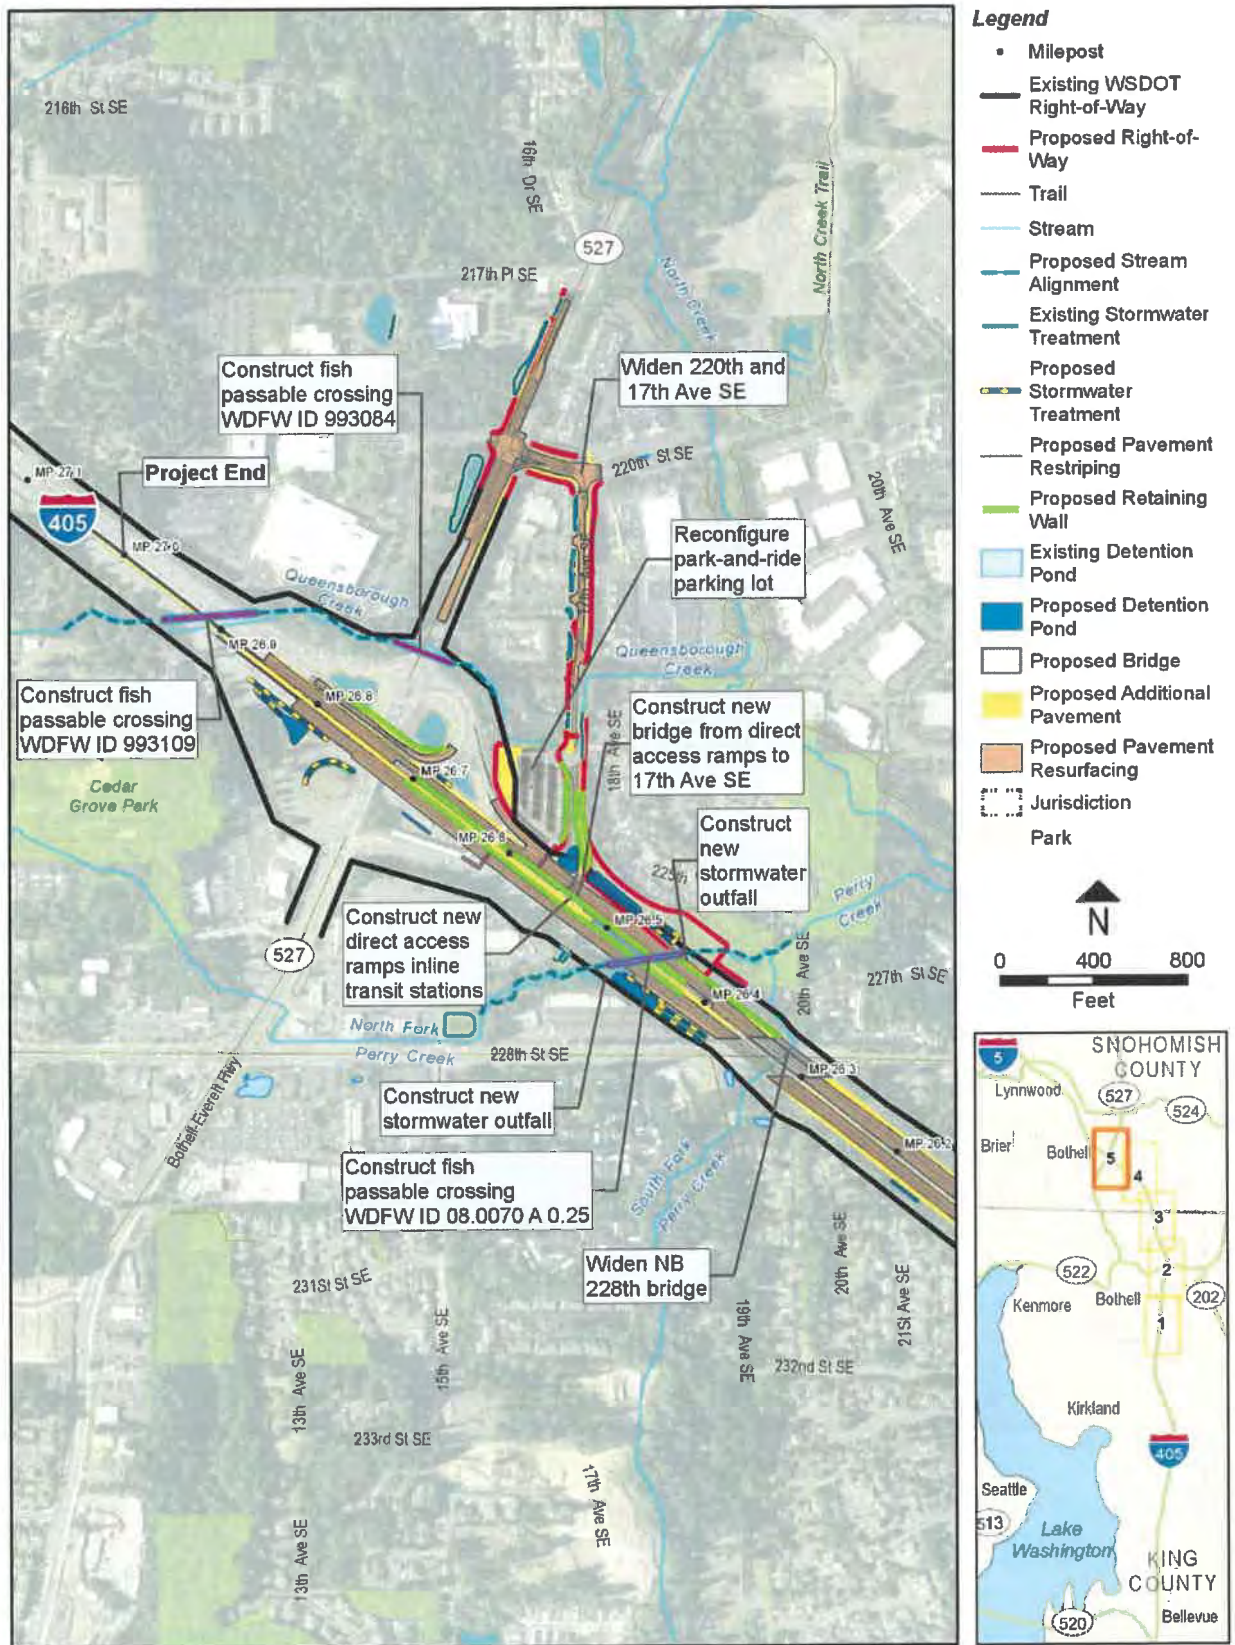 216th St SE
16th Dr SE
527
217th Pl SE
North Creek
North Creek Trail
Construct fish
passable crossing
WDFW ID 993084
Widen 220th and
17th Ave SE
220th St SE
20th Ave SE
MP 27.1
405
Project End
MP 27.0
Reconfigure
park-and-ride
parking lot
Queensborough
Creek
MP 26.9
Queensborough
Creek
MP 26.8
Construct fish
passable crossing
WDFW ID 993109
Construct new
bridge from direct
access ramps to
17th Ave SE
18th Ave SE
MP 26.7
Cedar
Grove Park
MP 26.6
Construct
new
stormwater
outfall
Perry
Creek
Construct new
direct access
ramps inline
transit stations
MP 26.5
527
20th Ave SE
227th St SE
MP 26.4
North Fork
Perry Creek
228th St SE
MP 26.3
Construct new
stormwater outfall
Bothell-Everett Hwy
MP 26.2
Construct fish
passable crossing
WDFW ID 08.0070 A 0.25
South Fork
Perry Creek
Widen NB
228th bridge
20th Ave SE
21St Ave SE
231St St SE
19th Ave SE
13th Ave SE
15th Ave SE
232nd St SE
233rd St SE
17th Ave SE
13th Ave SE
Legend
Milepost
Existing WSDOT
Right-of-Way
Proposed Right-of-
Way
Trail
Stream
Proposed Stream
Alignment
Existing Stormwater
Treatment
Proposed
Stormwater
Treatment
Proposed Pavement
Restriping
Proposed Retaining
Wall
Existing Detention
Pond
Proposed Detention
Pond
Proposed Bridge
Proposed Additional
Pavement
Proposed Pavement
Resurfacing
Jurisdiction
Park
N
0 400 800
Feet
5
SNOHOMISH
COUNTY
Lynnwood
527
524
Brier
Bothell
5
4
3
2
522
Kenmore
Bothell
202
1
Kirkland
405
Seattle
513
Lake
Washington
KING
COUNTY
520
Bellevue